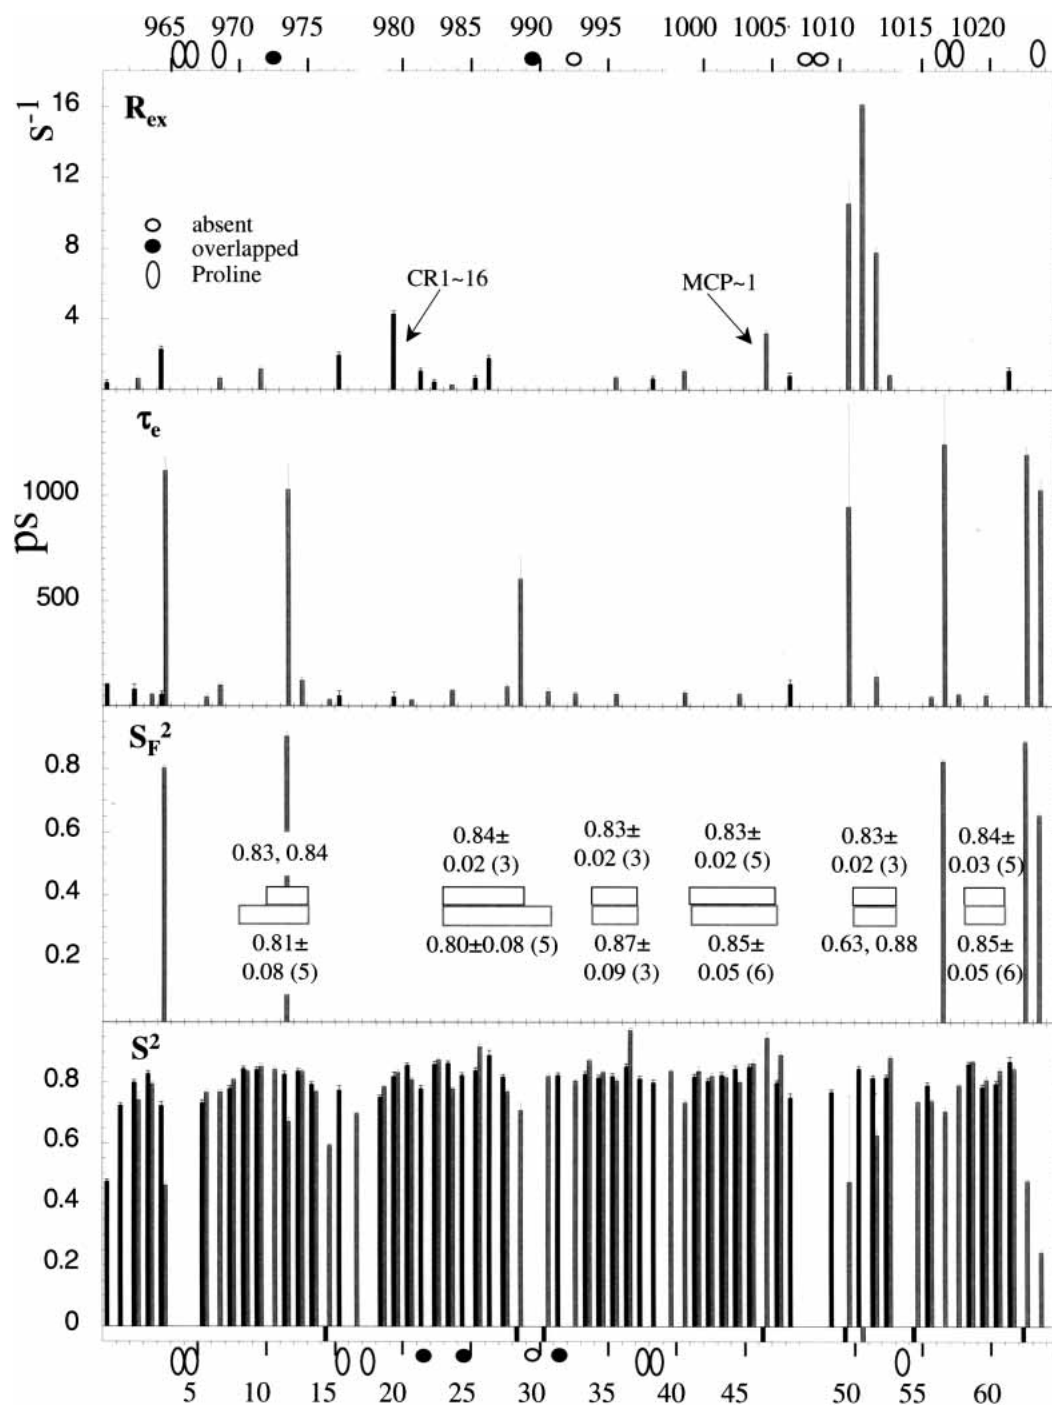 965 970 975 980 985 990 995 1000 1005 1010 1015 1020
s⁻¹
R_ex
16
12
8
4
absent
overlapped
Proline
CR1~16
MCP~1
τ_e
ps
1000
500
S_F²
0.8
0.6
0.4
0.2
0.83, 0.84
0.84±
0.02 (3)
0.83±
0.02 (3)
0.83±
0.02 (5)
0.83±
0.02 (3)
0.84±
0.03 (5)
0.81±
0.08 (5)
0.80±0.08 (5)
0.87±
0.09 (3)
0.85±
0.05 (6)
0.63, 0.88
0.85±
0.05 (6)
S²
0.8
0.6
0.4
0.2
0
5 10 15 20 25 30 35 40 45 50 55 60